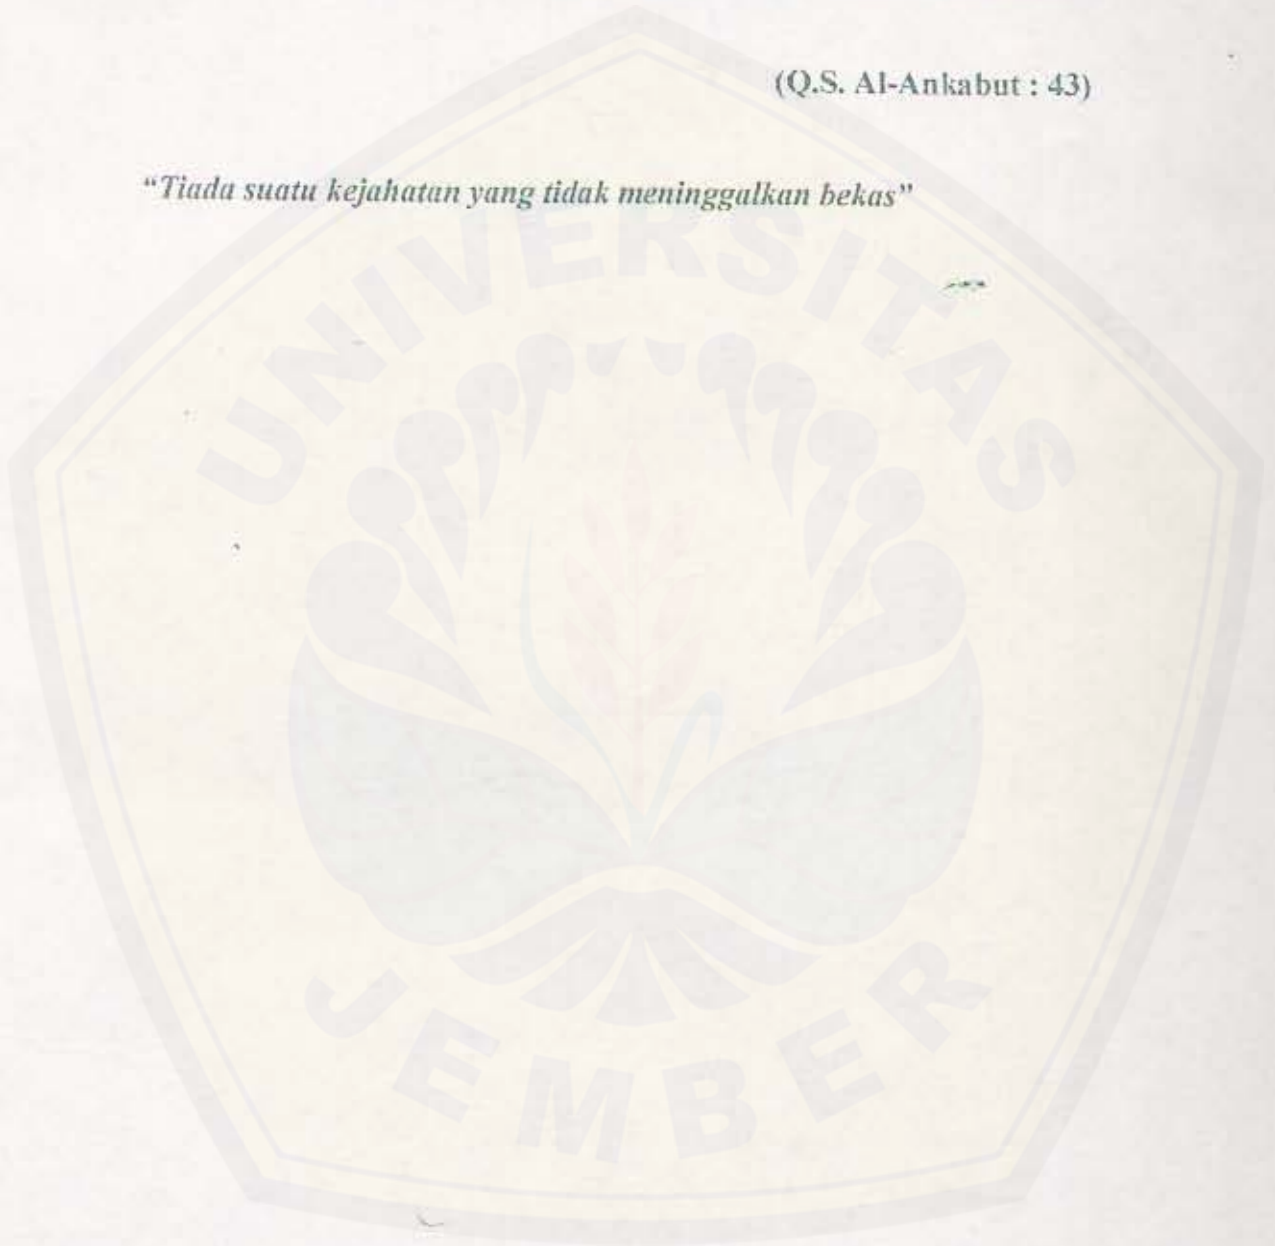 (Q.S. Al-Ankabut : 43)
“Tiada suatu kejahatan yang tidak meninggalkan bekas”
UNIVERSITAS
JEMBER